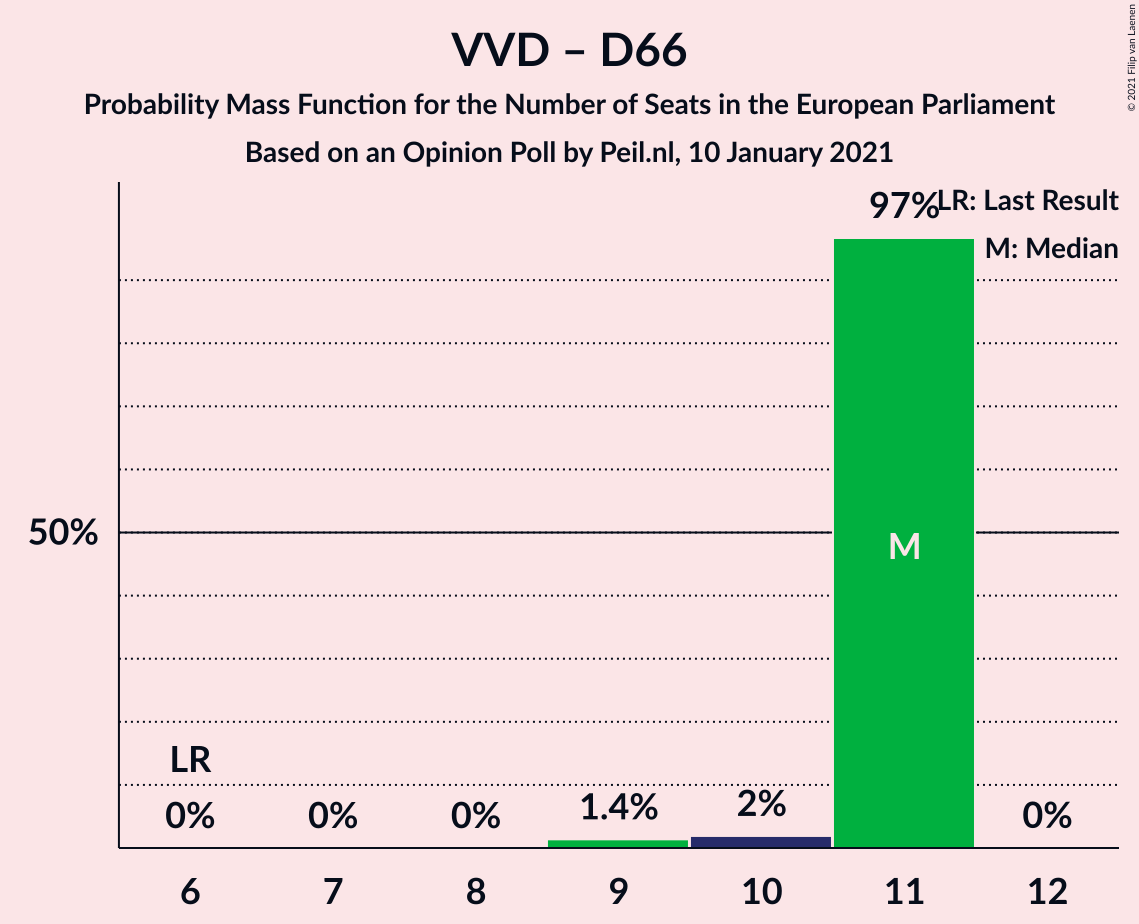 VVD – D66
Probability Mass Function for the Number of Seats in the European Parliament
Based on an Opinion Poll by Peil.nl, 10 January 2021
© 2021 Filip van Laenen
97%
LR: Last Result
M: Median
50%
M
LR
0%
0%
0%
1.4%
2%
0%
6
7
8
9
10
11
12